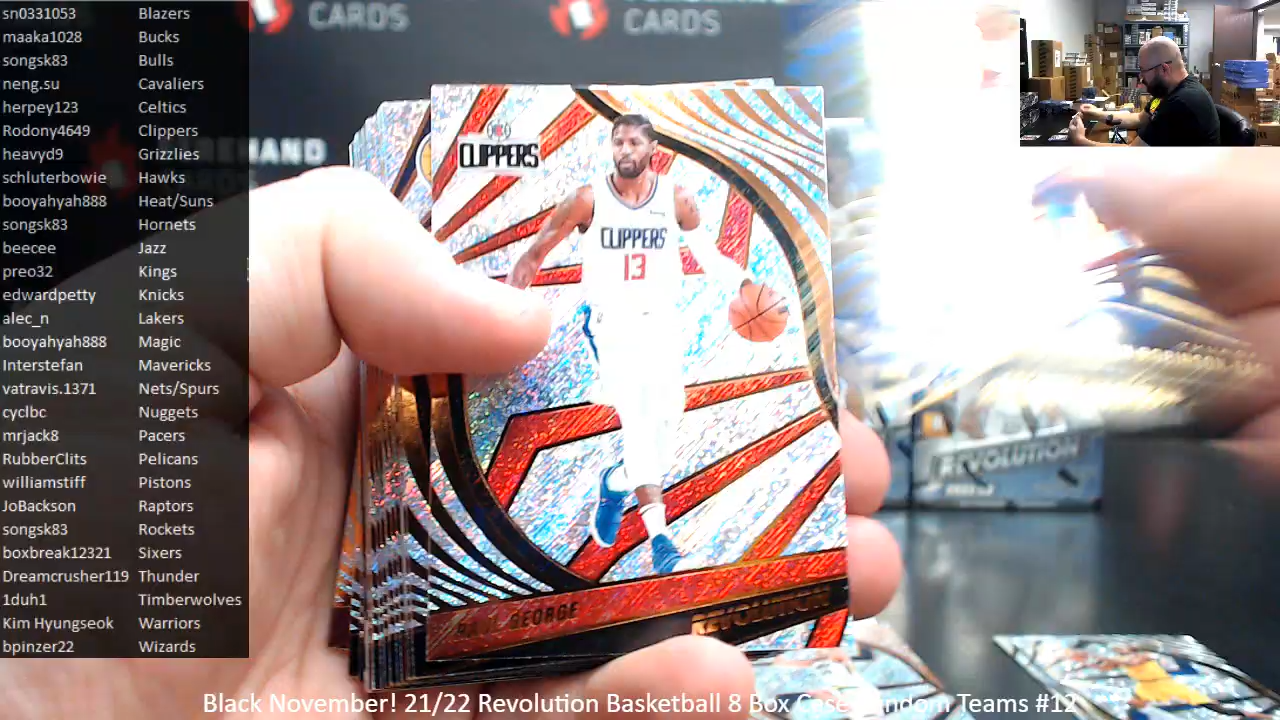 sn0331053 Blazers
maaka1028 Bucks
songsk83 Bulls
neng.su Cavaliers
herpey123 Celtics
Rodony4649 Clippers
heavyd9 Grizzlies
schluterbowie Hawks
booyahyah888 Heat/Suns
songsk83 Hornets
beecee Jazz
preo32 Kings
edwardpetty Knicks
alec_n Lakers
booyahyah888 Magic
Interstefan Mavericks
vatravis.1371 Nets/Spurs
cyclbc Nuggets
mrjack8 Pacers
RubberClits Pelicans
williamstiff Pistons
JoBackson Raptors
songsk83 Rockets
boxbreak12321 Sixers
Dreamcrusher119 Thunder
1duh1 Timberwolves
Kim Hyungseok Warriors
bpinzer22 Wizards
CARDS
CARDS
CLIPPERS
CLIPPERS
13
PAUL GEORGE
REVOLUTION
REVOLUTION
Black November! 21/22 Revolution Basketball 8 Box Case Random Teams #12